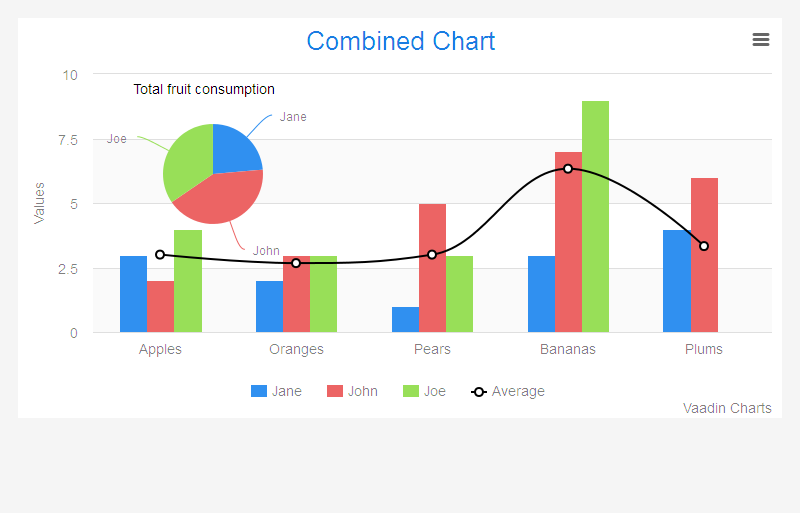 Combined Chart
Total fruit consumption
Jane
Joe
John
Values
10
7.5
5
2.5
0
Apples Oranges Pears Bananas Plums
Jane John Joe Average
Vaadin Charts